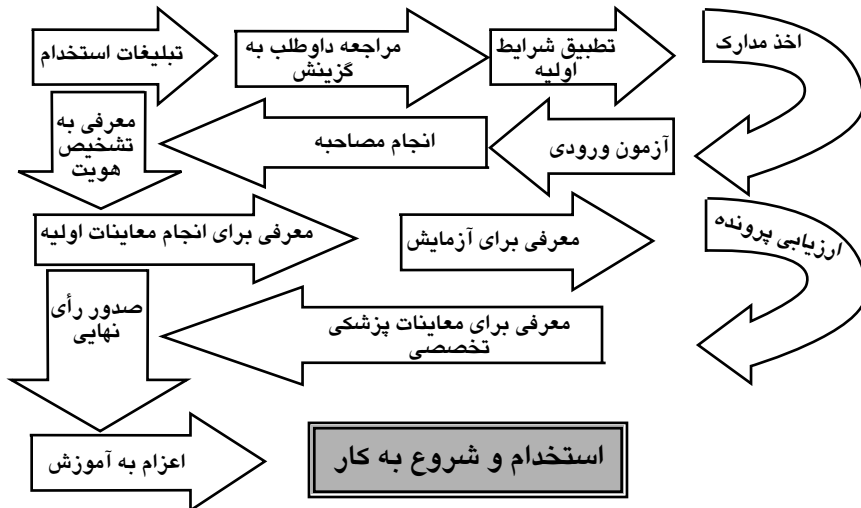 تبلیغات استخدام
مراجعه داوطلب به
گزینش
تطبیق شرایط
اولیه
اخذ مدارک
آزمون ورودی
انجام مصاحبه
معرفی به
تشخیص
هویت
معرفی برای انجام معاینات اولیه
معرفی برای آزمایش
ارزیابی پرونده
معرفی برای معاینات پزشکی
تخصصی
صدور رأی
نهایی
اعزام به آموزش
استخدام و شروع به کار